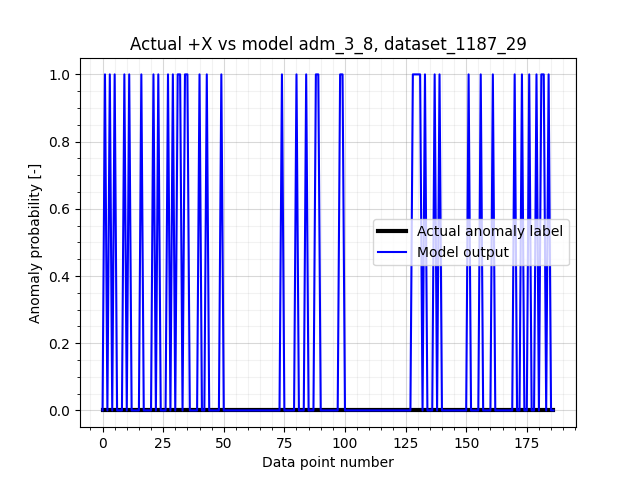 Actual +X vs model adm_3_8, dataset_1187_29
Anomaly probability [-]
1.0
0.8
0.6
0.4
0.2
0.0
Actual anomaly label
Model output
0 25 50 75 100 125 150 175
Data point number